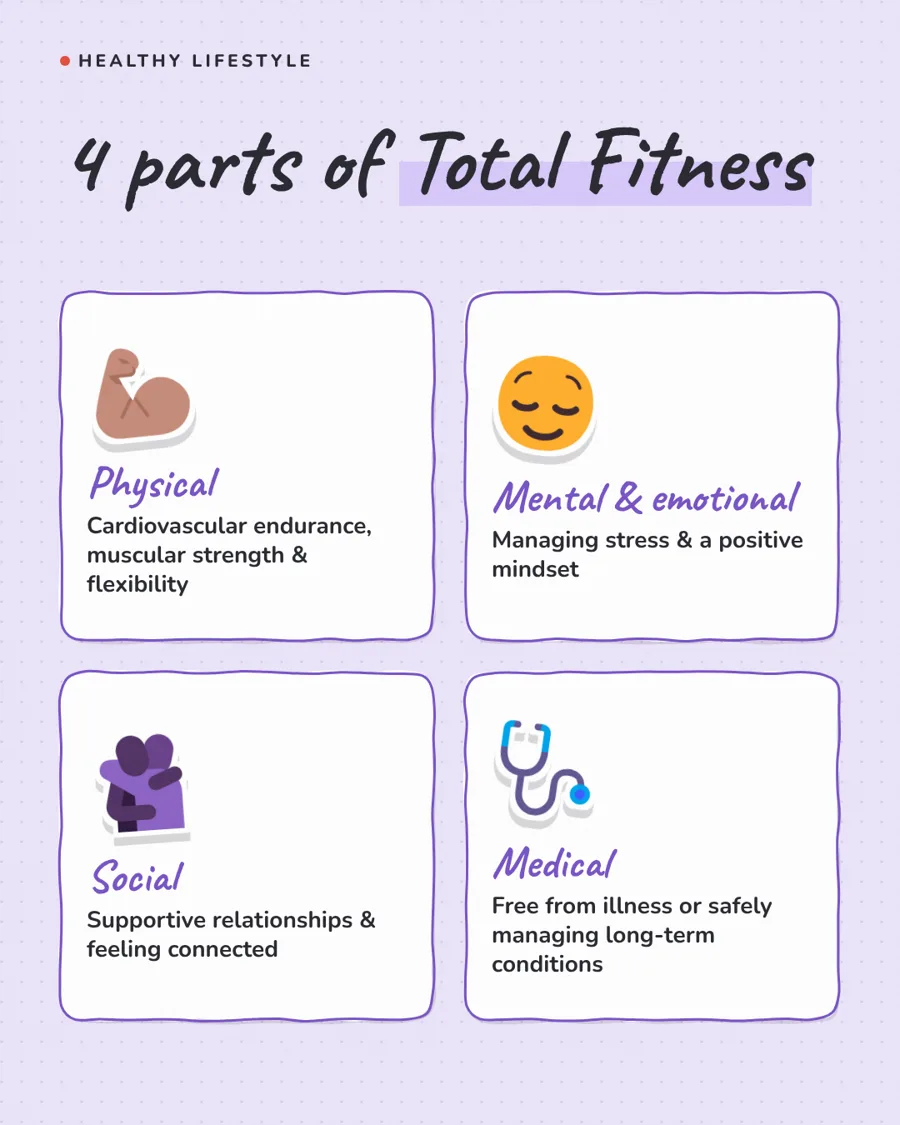 HEALTHY LIFESTYLE
4 parts of Total Fitness
Physical
Cardiovascular endurance,
muscular strength &
flexibility
Mental & emotional
Managing stress & a positive
mindset
Social
Supportive relationships &
feeling connected
Medical
Free from illness or safely
managing long-term
conditions